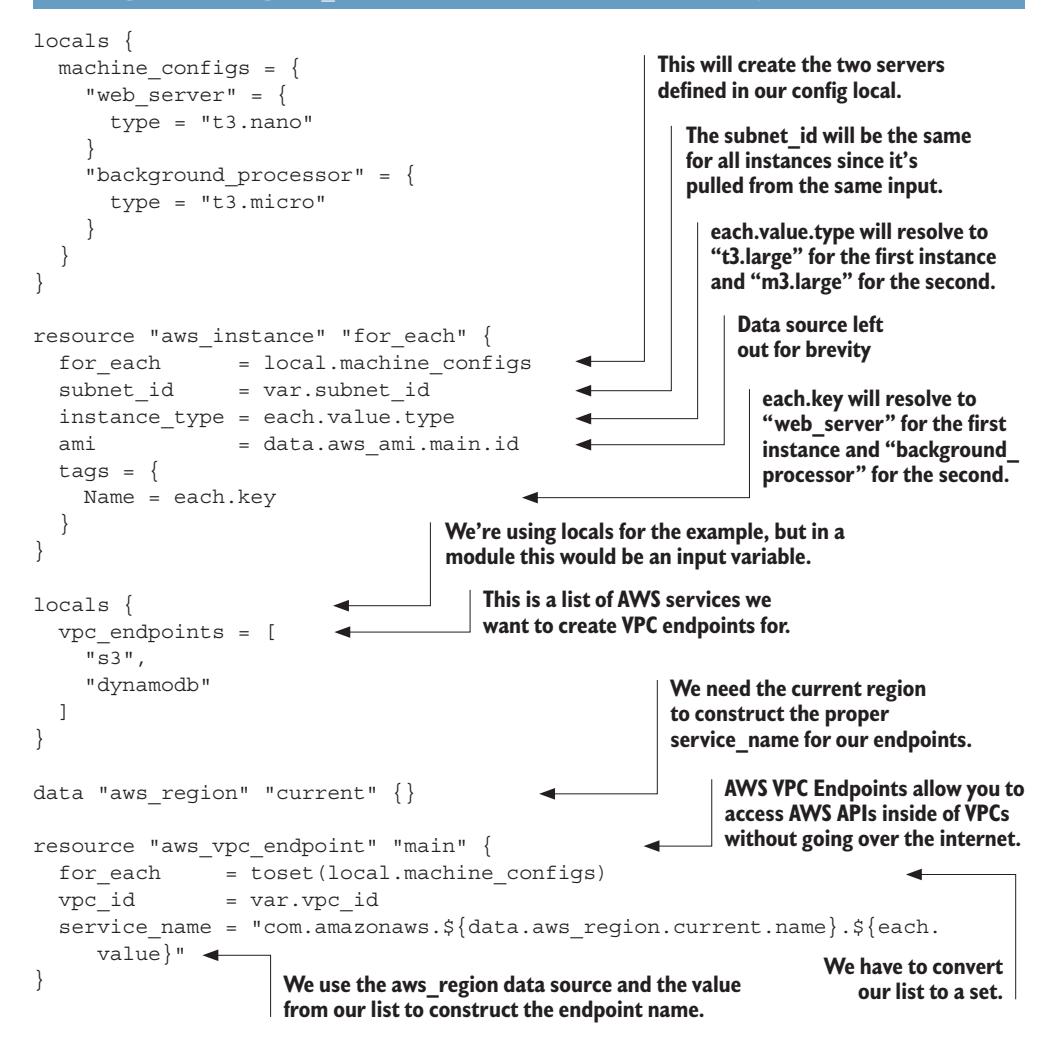 locals {
  machine_configs = {
    "web_server" = {
      type = "t3.nano"
    }
    "background_processor" = {
      type = "t3.micro"
    }
  }
}
This will create the two servers
defined in our config local.
The subnet_id will be the same
for all instances since it's
pulled from the same input.
each.value.type will resolve to
“t3.large” for the first instance
and “m3.large” for the second.
Data source left
out for brevity
each.key will resolve to
“web_server” for the first
instance and “background_
processor” for the second.
resource "aws_instance" "for_each" {
  for_each      = local.machine_configs
  subnet_id     = var.subnet_id
  instance_type = each.value.type
  ami           = data.aws_ami.main.id
  tags = {
    Name = each.key
  }
}
We're using locals for the example, but in a
module this would be an input variable.
This is a list of AWS services we
want to create VPC endpoints for.
locals {
  vpc_endpoints = [
    "s3",
    "dynamodb"
  ]
}
We need the current region
to construct the proper
service_name for our endpoints.
data "aws_region" "current" {}
AWS VPC Endpoints allow you to
access AWS APIs inside of VPCs
without going over the internet.
resource "aws_vpc_endpoint" "main" {
  for_each     = toset(local.machine_configs)
  vpc_id       = var.vpc_id
  service_name = "com.amazonaws.${data.aws_region.current.name}.${each.
    value}"
}
We use the aws_region data source and the value
from our list to construct the endpoint name.
We have to convert
our list to a set.